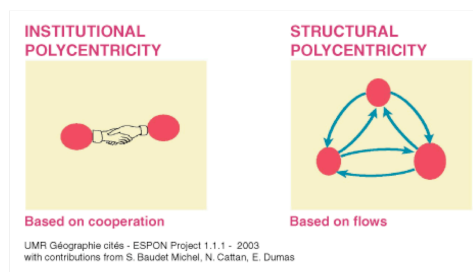 INSTITUTIONAL
POLYCENTRICITY
STRUCTURAL
POLYCENTRICITY
Based on cooperation
Based on flows
UMR Géographie cités - ESPON Project 1.1.1 - 2003
with contributions from S. Baudet Michel, N. Cattan, E. Dumas